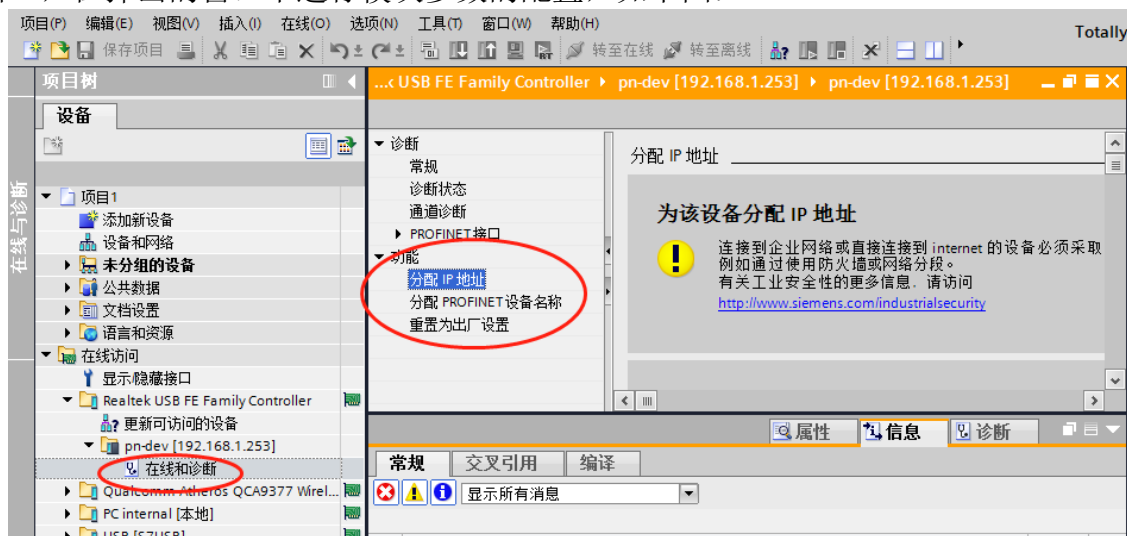 项目(P) 编辑(E) 视图(V) 插入(I) 在线(O) 选项(N) 工具(T) 窗口(W) 帮助(H)
Totally
保存项目 转至在线 转至离线
项目树
...‹ USB FE Family Controller ▸ pn-dev [192.168.1.253] ▸ pn-dev [192.168.1.253]
设备
在线与诊断
项目1
添加新设备
设备和网络
未分组的设备
公共数据
文档设置
语言和资源
在线访问
显示/隐藏接口
Realtek USB FE Family Controller
更新可访问的设备
pn-dev [192.168.1.253]
在线和诊断
Qualcomm Atheros QCA9377 Wirel...
PC internal [本地]
USB [S7USB]
诊断
常规
诊断状态
通道诊断
PROFINET接口
功能
分配 IP 地址
分配 PROFINET 设备名称
重置为出厂设置
分配 IP 地址
为该设备分配 IP 地址
连接到企业网络或直接连接到 internet 的设备必须采取
例如通过使用防火墙或网络分段。
有关工业安全性的更多信息, 请访问
http://www.siemens.com/industrialsecurity
属性 信息 诊断
常规 交叉引用 编译
显示所有消息